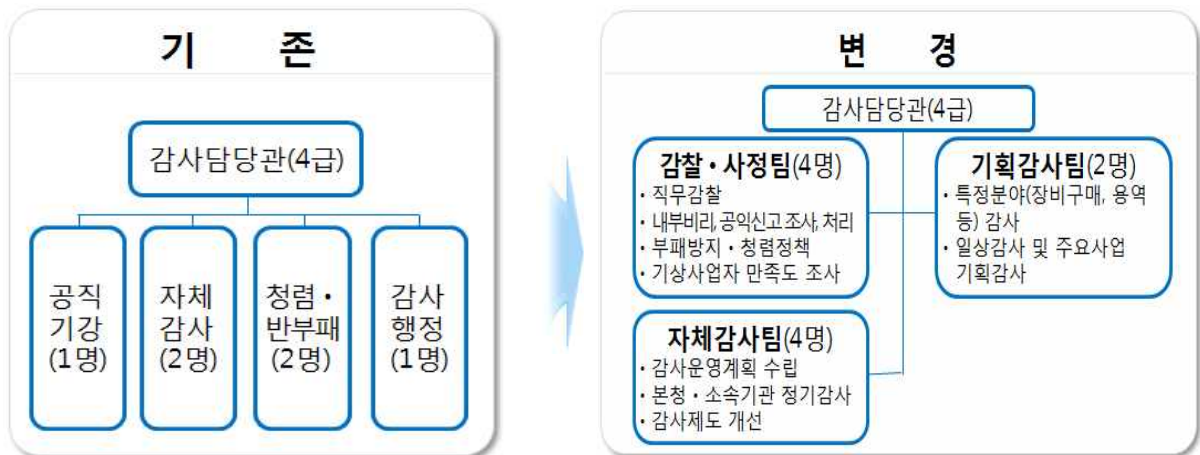 기 존
감사담당관(4급)
공직
기강
(1명)
자체
감사
(2명)
청렴・
반부패
(2명)
감사
행정
(1명)
변 경
감사담당관(4급)
감찰・사정팀(4명)
・직무감찰
・내부비리, 공익신고 조사, 처리
・부패방지・청렴정책
・기상사업자 만족도 조사
기획감사팀(2명)
・특정분야(장비구매, 용역
등) 감사
・일상감사 및 주요사업
기획감사
자체감사팀(4명)
・감사운영계획 수립
・본청・소속기관 정기감사
・감사제도 개선